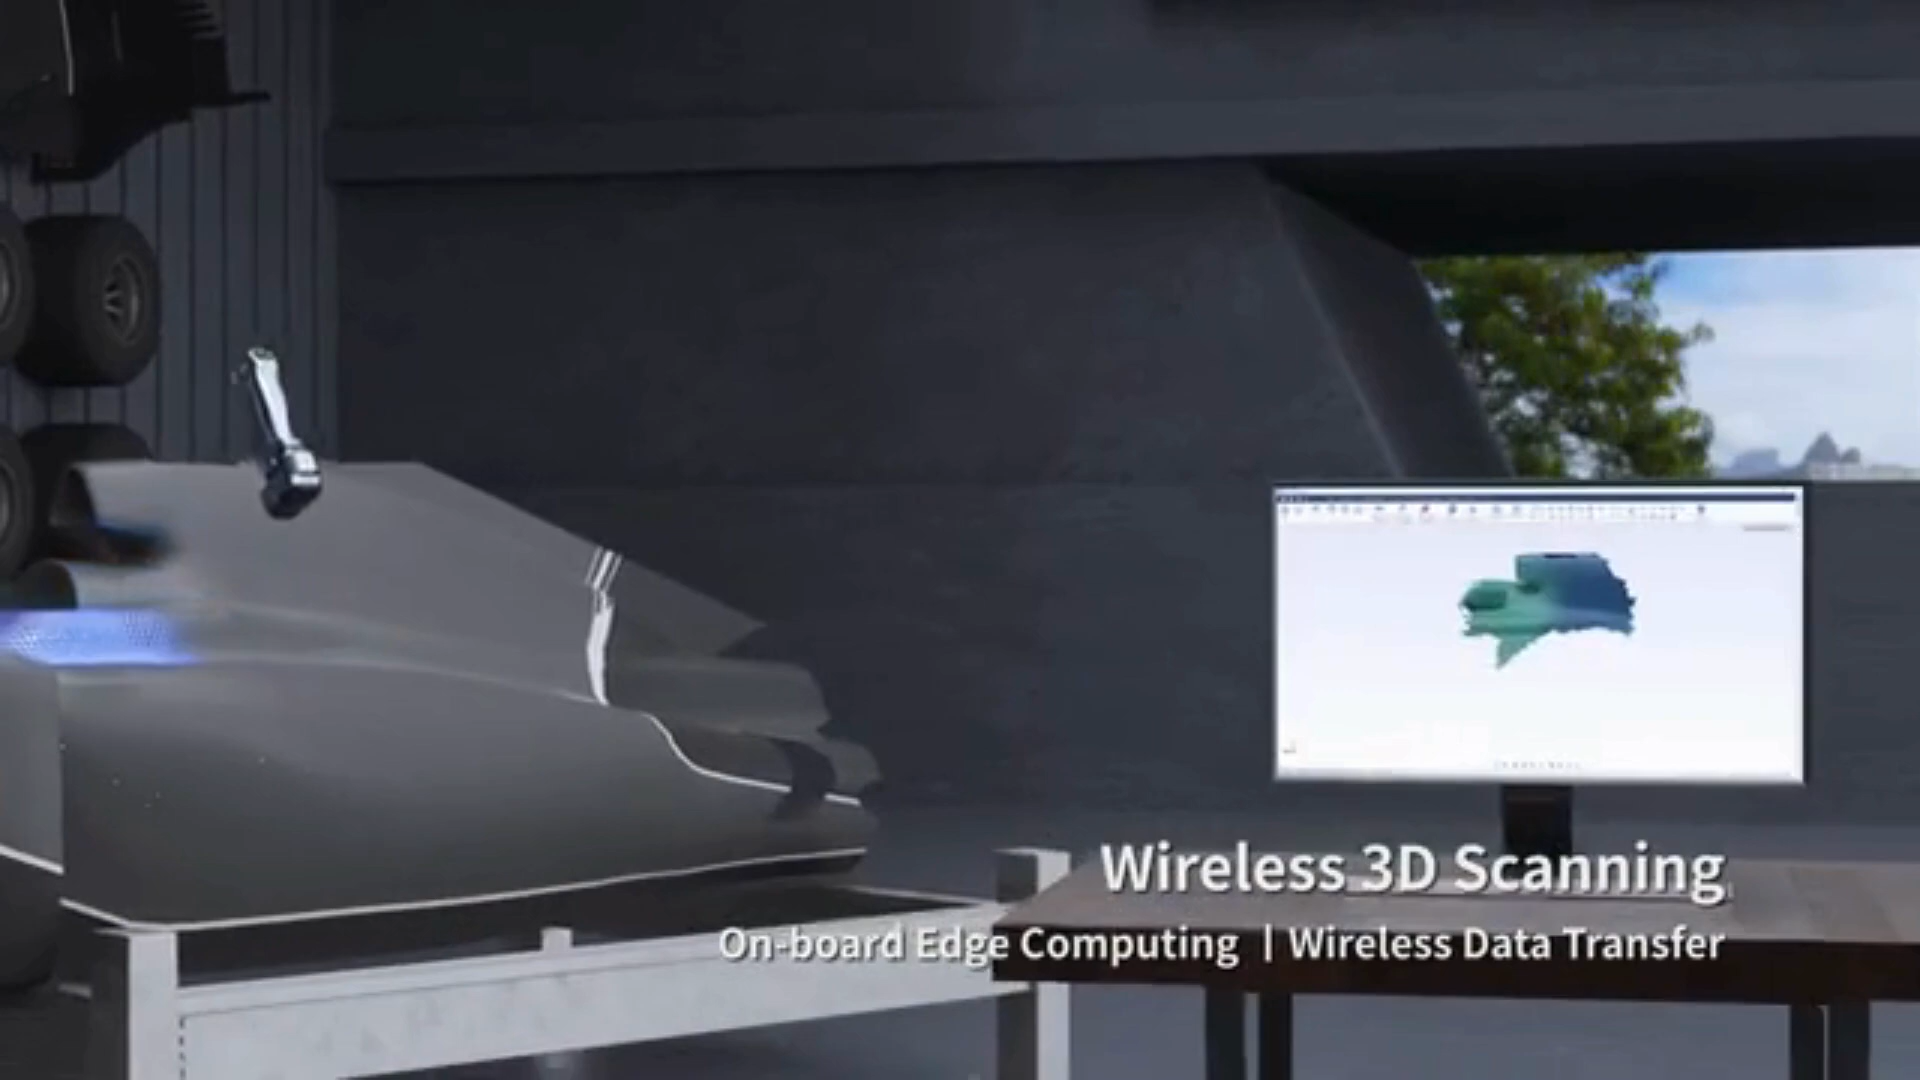 Wireless 3D Scanning
On-board Edge Computing | Wireless Data Transfer